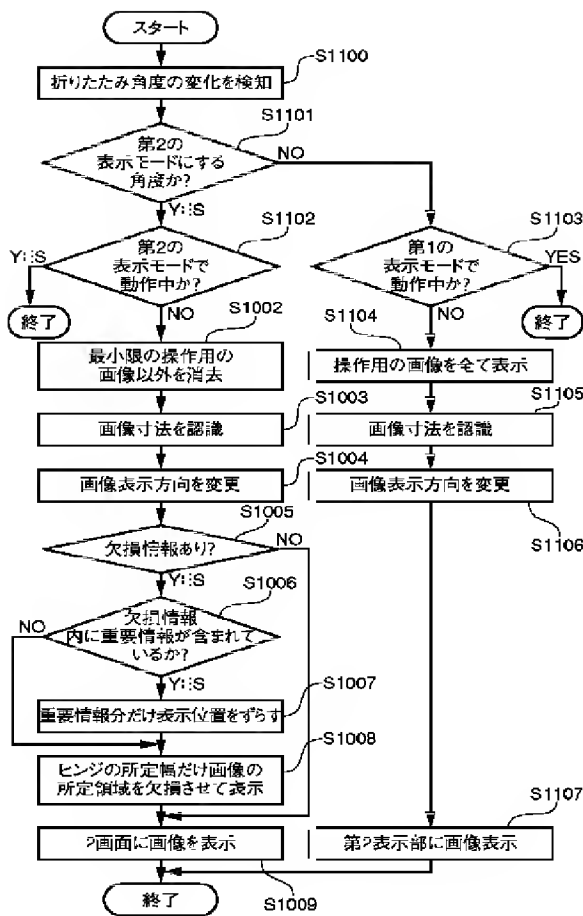 スタート
S1100
折りたたみ角度の変化を検知
S1101
第2の
表示モードにする
角度か?
NO
YES
S1102
第2の
表示モードで
動作中か?
YES
NO
終了
S1103
第1の
表示モードで
動作中か?
YES
NO
終了
S1002
最小限の操作用の
画像以外を消去
S1104
操作用の画像を全て表示
S1003
画像寸法を認識
S1105
画像寸法を認識
S1004
画像表示方向を変更
画像表示方向を変更
S1106
S1005
欠損情報あり?
NO
YES
S1006
欠損情報
内に重要情報が含まれて
いるか?
NO
YES
S1007
重要情報分だけ表示位置をずらす
S1008
ヒンジの所定幅だけ画像の
所定領域を欠損させて表示
S1107
2画面に画像を表示
第2表示部に画像表示
S1009
終了